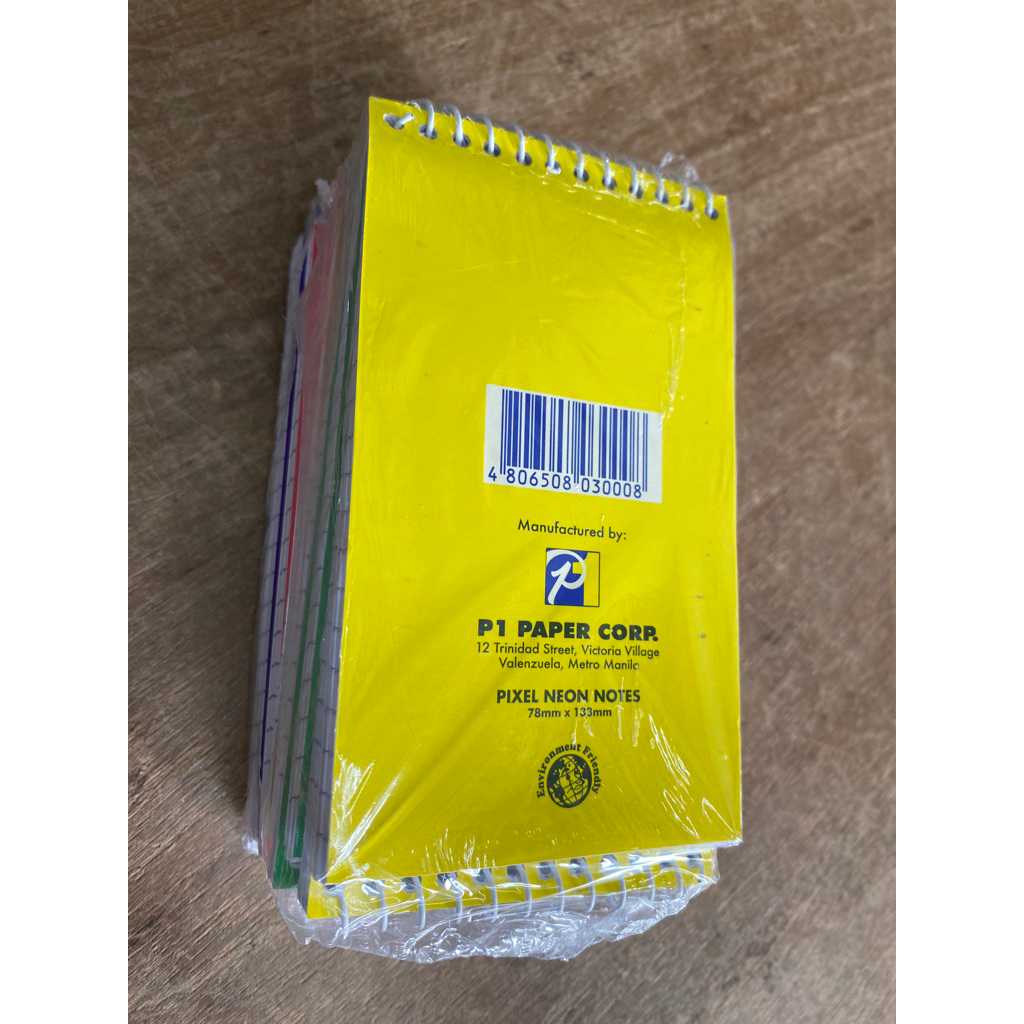 4 806508 030008
Manufactured by:
P
P1 PAPER CORP.
12 Trinidad Street, Victoria Village
Valenzuela, Metro Manila
PIXEL NEON NOTES
78mm x 133mm
Environment Friendly